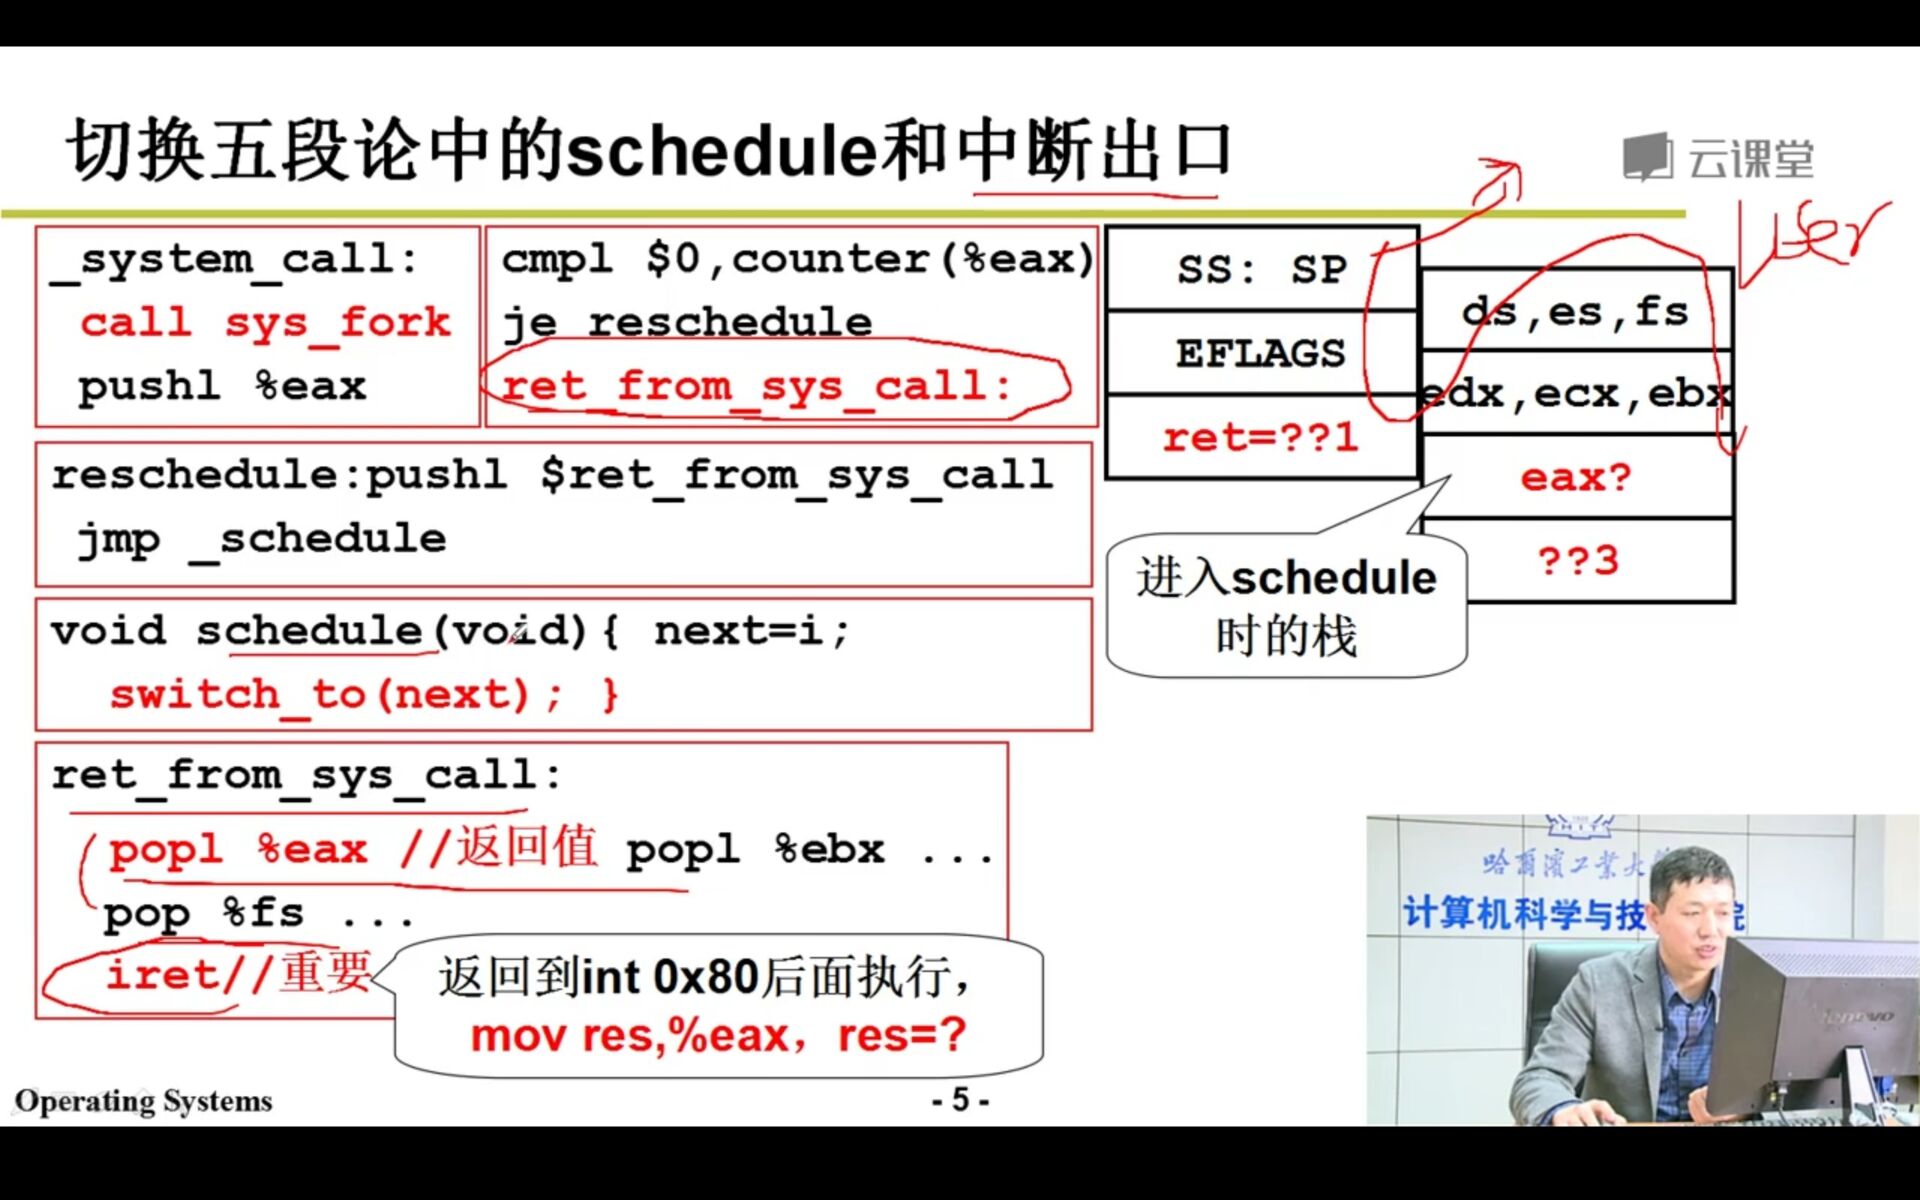 切换五段论中的schedule和中断出口
云课堂
User
_system_call:
call sys_fork
pushl %eax
cmpl $0,counter(%eax)
je reschedule
ret_from_sys_call:
reschedule:pushl $ret_from_sys_call
jmp _schedule
void schedule(void){ next=i;
switch_to(next); }
ret_from_sys_call:
popl %eax //返回值 popl %ebx ...
pop %fs ...
iret//重要
返回到int 0x80后面执行，
mov res,%eax，res=?
SS: SP
EFLAGS
ret=??1
ds,es,fs
edx,ecx,ebx
eax?
??3
进入schedule
时的栈
HIT
哈爾濱工業大
计算机科学与技 院
lenovo
Operating Systems
- 5 -